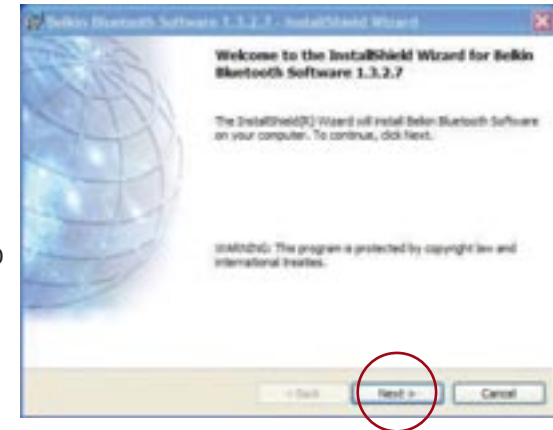 Belkin Bluetooth Software 1.3.2.7 - InstallShield Wizard
Welcome to the InstallShield Wizard for Belkin
Bluetooth Software 1.3.2.7
The InstallShield(R) Wizard will install Belkin Bluetooth Software
on your computer. To continue, click Next.
WARNING: This program is protected by copyright law and
international treaties.
< Back Next > Cancel